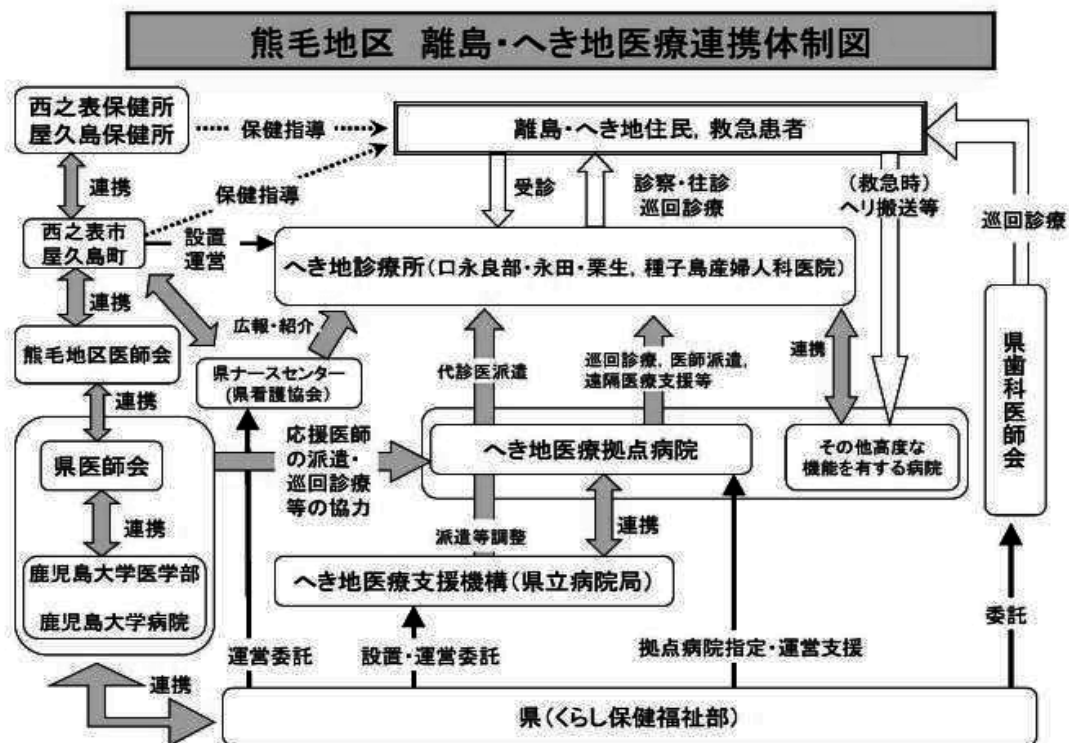 熊毛地区 離島・へき地医療連携体制図
西之表保健所
屋久島保健所
保健指導
離島・へき地住民，救急患者
連携
保健指導
受診
診察・往診
巡回診療
（救急時）
ヘリ搬送等
巡回診療
西之表市
屋久島町
設置
運営
へき地診療所（口永良部・永田・栗生，種子島産婦人科医院）
連携
広報・紹介
熊毛地区医師会
県ナースセンター
（県看護協会）
代診医派遣
巡回診療，医師派遣，
遠隔医療支援等
連携
県歯科医師会
連携
県医師会
応援医師
の派遣・
巡回診療
等の協力
へき地医療拠点病院
その他高度な
機能を有する病院
連携
派遣等調整
連携
鹿児島大学医学部
鹿児島大学病院
へき地医療支援機構（県立病院局）
運営委託
設置・運営委託
拠点病院指定・運営支援
委託
連携
県（くらし保健福祉部）